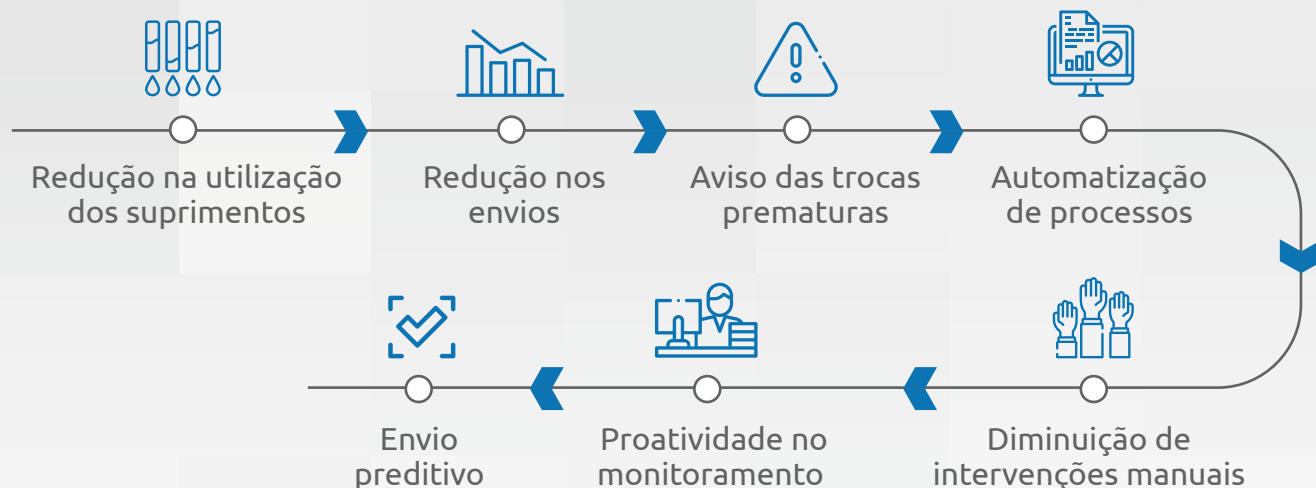 Redução na utilização
dos suprimentos
Redução nos
envios
Aviso das trocas
prematuras
Automatização
de processos
Diminuição de
intervenções manuais
Proatividade no
monitoramento
Envio
preditivo